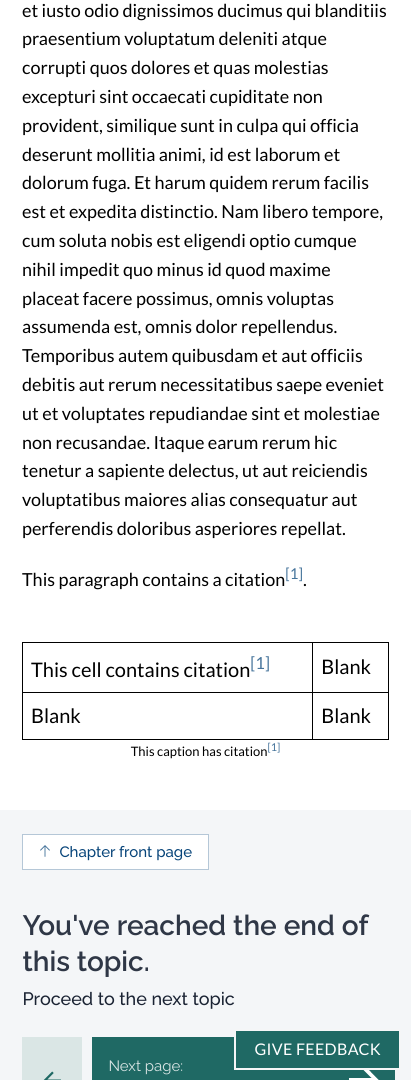 et iusto odio dignissimos ducimus qui blanditiis
praesentium voluptatum deleniti atque
corrupti quos dolores et quas molestias
excepturi sint occaecati cupiditate non
provident, similique sunt in culpa qui officia
deserunt mollitia animi, id est laborum et
dolorum fuga. Et harum quidem rerum facilis
est et expedita distinctio. Nam libero tempore,
cum soluta nobis est eligendi optio cumque
nihil impedit quo minus id quod maxime
placeat facere possimus, omnis voluptas
assumenda est, omnis dolor repellendus.
Temporibus autem quibusdam et aut officiis
debitis aut rerum necessitatibus saepe eveniet
ut et voluptates repudiandae sint et molestiae
non recusandae. Itaque earum rerum hic
tenetur a sapiente delectus, ut aut reiciendis
voluptatibus maiores alias consequatur aut
perferendis doloribus asperiores repellat.
This paragraph contains a citation[1].
This cell contains citation[1] Blank
Blank Blank
This caption has citation[1]
↑ Chapter front page
You've reached the end of
this topic.
Proceed to the next topic
GIVE FEEDBACK
Next page: